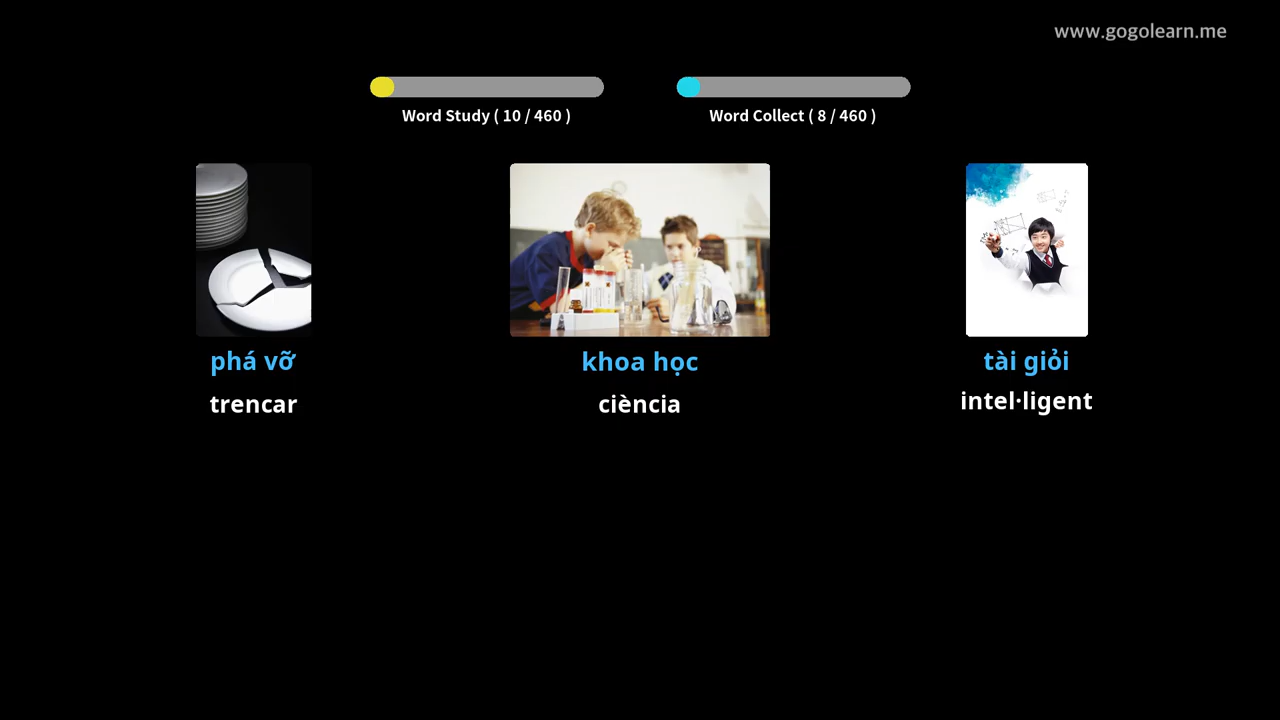 www.gogolearn.me
Word Study ( 10 / 460 )
Word Collect ( 8 / 460 )
phá vỡ
trencar
khoa học
ciència
tài giỏi
intel·ligent